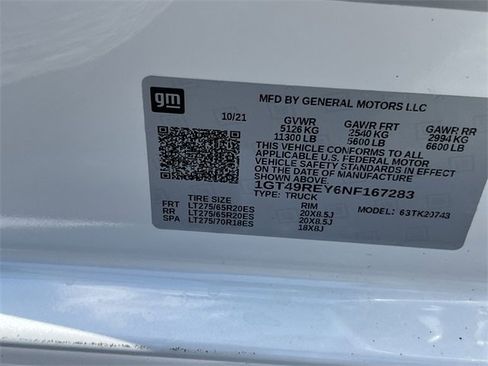 gm
MFD BY GENERAL MOTORS LLC
10/21 GVWR GAWR FRT GAWR RR
5126 KG 2540 KG 2994 KG
11300 LB 5600 LB 6600 LB
THIS VEHICLE CONFORMS TO ALL
APPLICABLE U.S. FEDERAL MOTOR
VEHICLE SAFETY STANDARDS IN EFFECT
ON THE DATE OF MANUFACTURE
SHOWN ABOVE.
1GT49REY6NF167283
TYPE: TRUCK MODEL: 63TK20743
TIRE SIZE RIM
FRT LT275/65R20ES 20X8.5J
RR LT275/65R20ES 20X8.5J
SPA LT275/70R18ES 18X8J